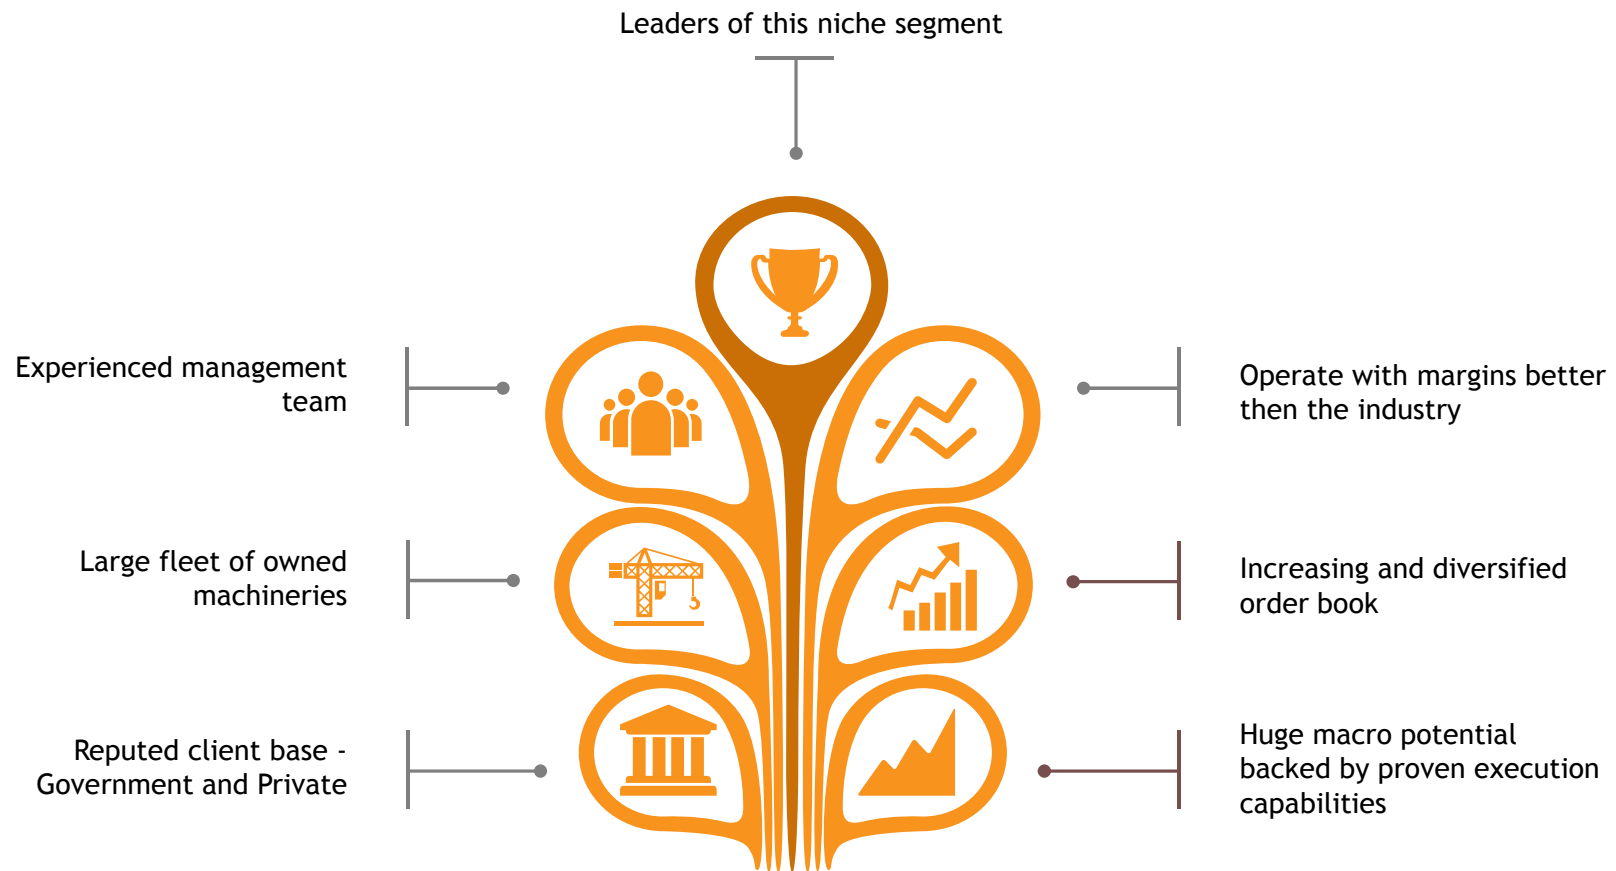 Leaders of this niche segment
Experienced management
team
Operate with margins better
then the industry
Large fleet of owned
machineries
Increasing and diversified
order book
Reputed client base -
Government and Private
Huge macro potential
backed by proven execution
capabilities